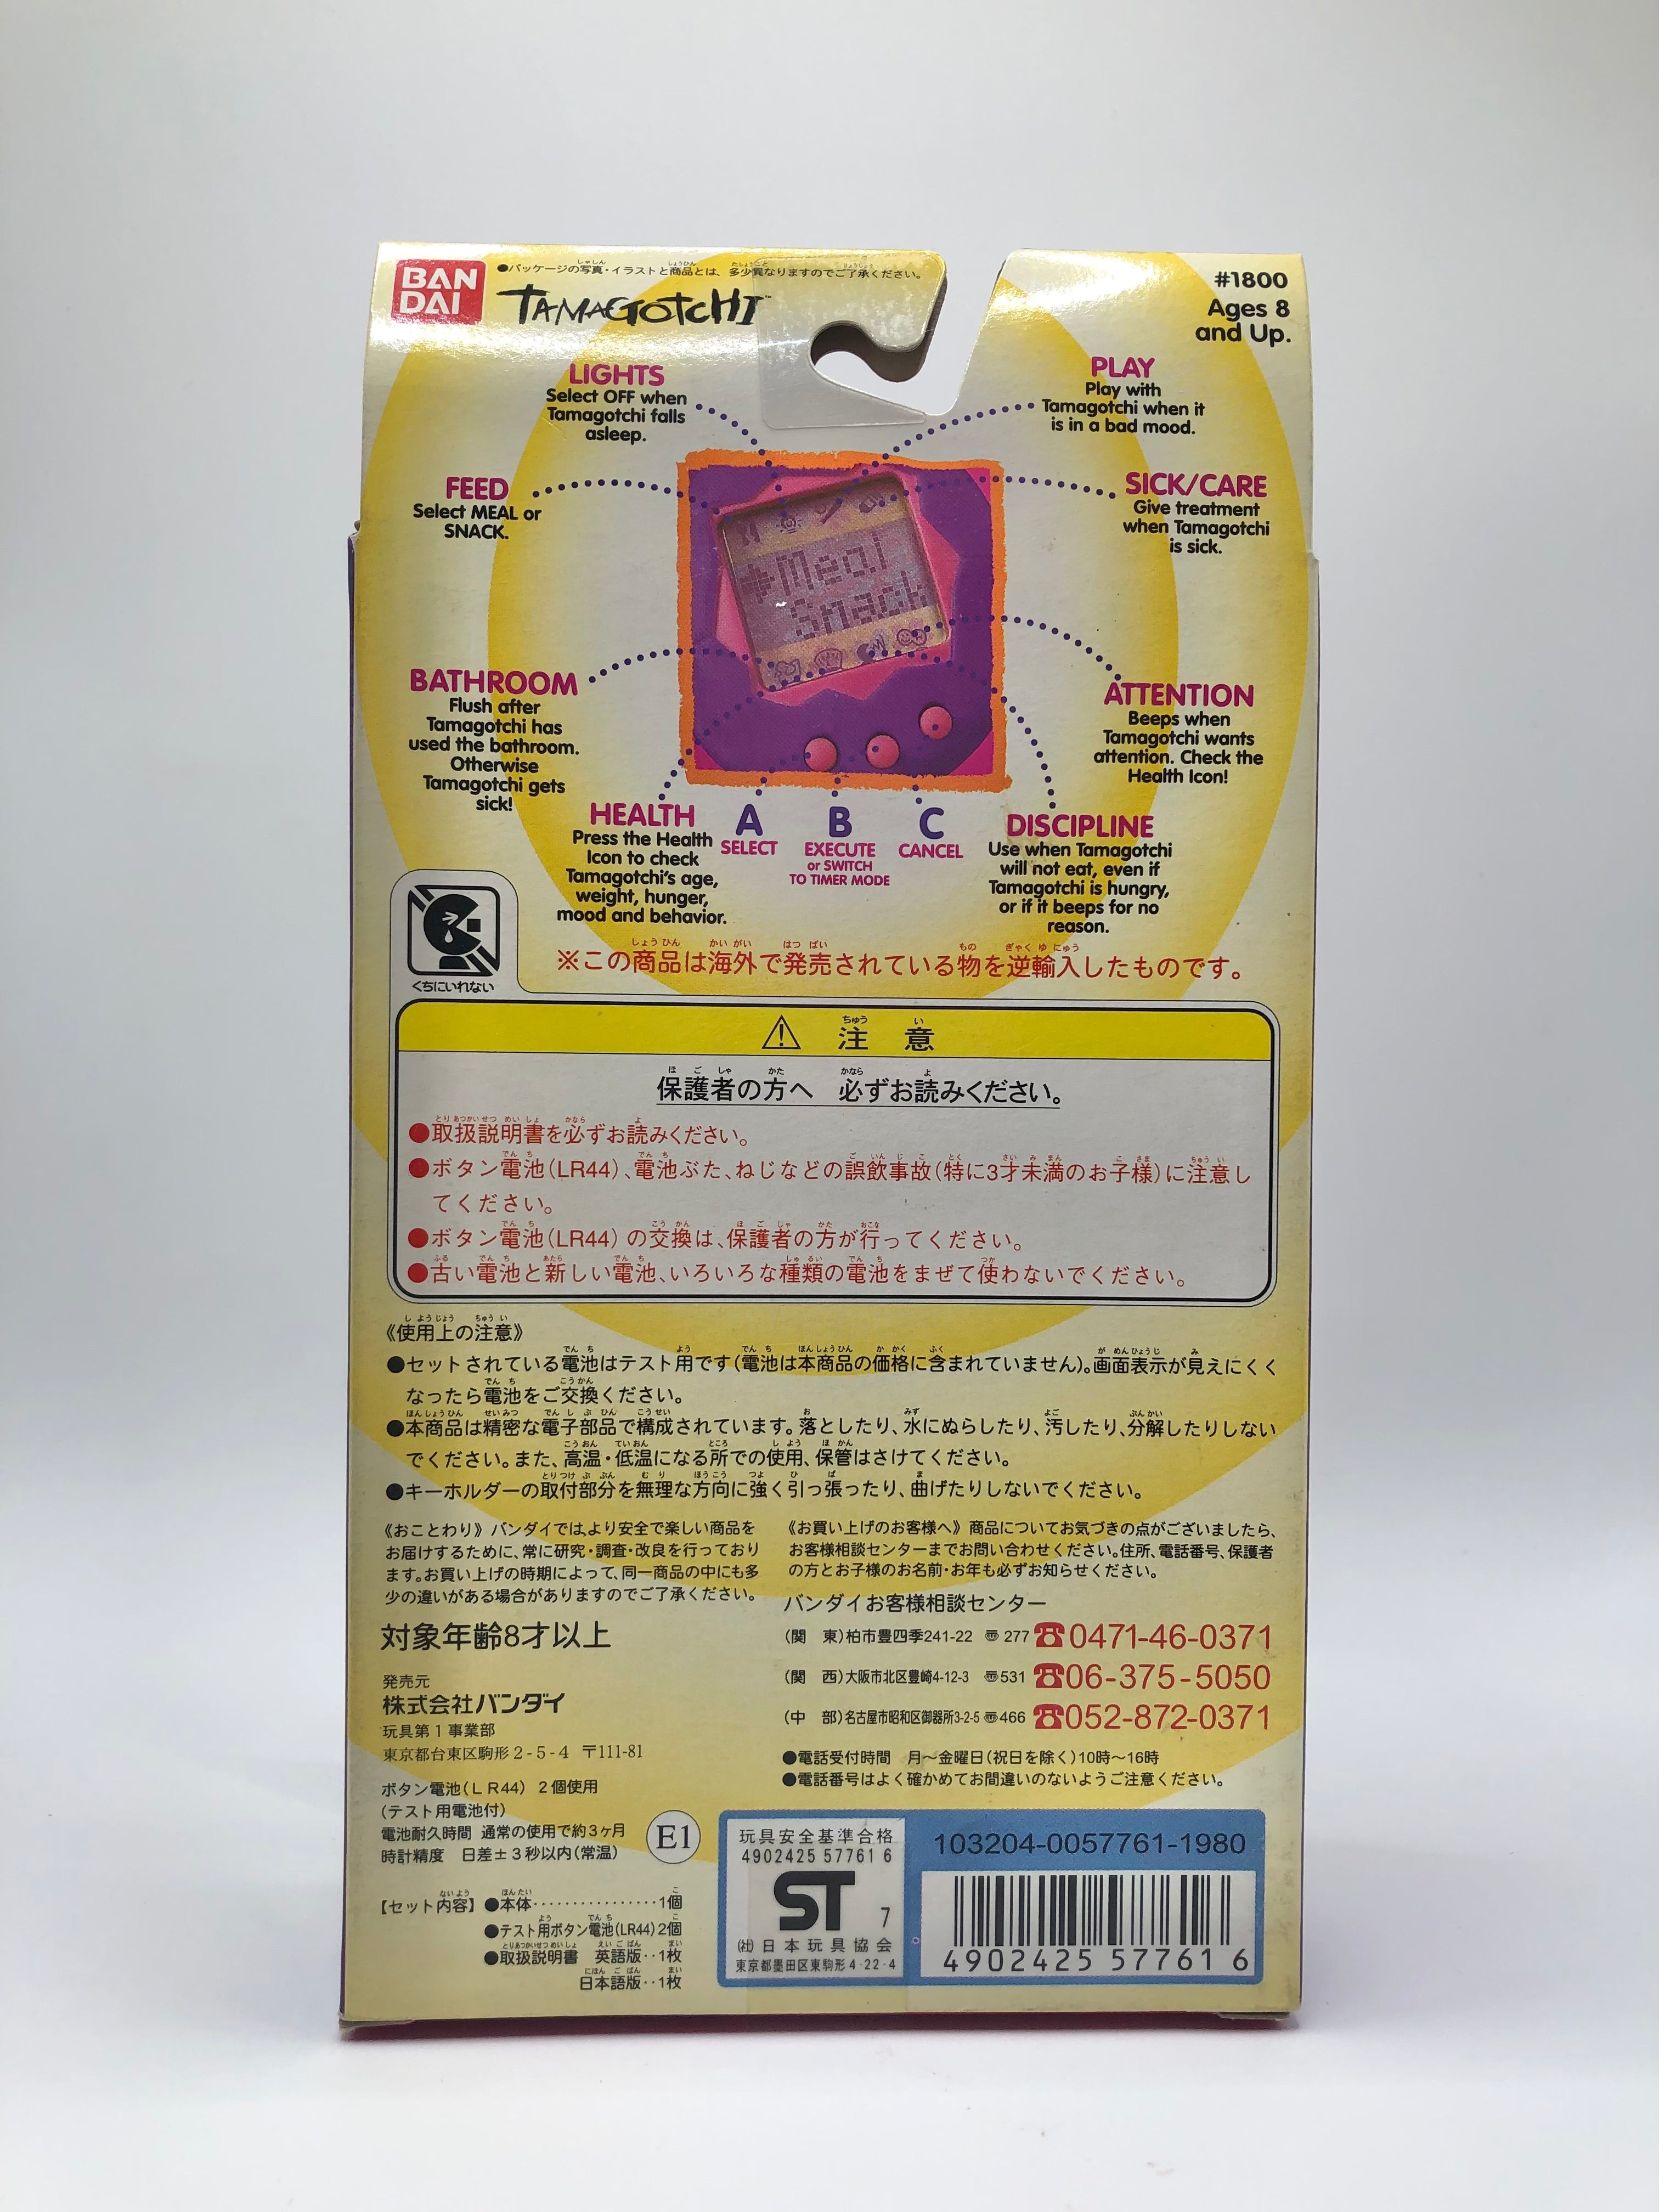 BAN
DAI
●パッケージの写真・イラストと商品とは、多少異なりますのでご了承ください。
TAMAGOTCHI™
#1800
Ages 8
and Up.
LIGHTS
Select OFF when
Tamagotchi falls
asleep.
PLAY
Play with
Tamagotchi when it
is in a bad mood.
FEED
Select MEAL or
SNACK.
SICK/CARE
Give treatment
when Tamagotchi
is sick.
Meal
Snack
BATHROOM
Flush after
Tamagotchi has
used the bathroom.
Otherwise
Tamagotchi gets
sick!
ATTENTION
Beeps when
Tamagotchi wants
attention. Check the
Health Icon!
HEALTH
Press the Health
Icon to check
Tamagotchi's age,
weight, hunger,
mood and behavior.
A
SELECT
B
EXECUTE
or SWITCH
TO TIMER MODE
C
CANCEL
DISCIPLINE
Use when Tamagotchi
will not eat, even if
Tamagotchi is hungry,
or if it beeps for no
reason.
くちにいれない
※この商品は海外で発売されている物を逆輸入したものです。
注意
保護者の方へ 必ずお読みください。
●取扱説明書を必ずお読みください。
●ボタン電池(LR44)、電池ぶた、ねじなどの誤飲事故(特に3才未満のお子様)に注意し
てください。
●ボタン電池(LR44)の交換は、保護者の方が行ってください。
●古い電池と新しい電池、いろいろな種類の電池をまぜて使わないでください。
《使用上の注意》
●セットされている電池はテスト用です(電池は本商品の価格に含まれていません)。画面表示が見えにくく
なったら電池をご交換ください。
●本商品は精密な電子部品で構成されています。落としたり、水にぬらしたり、汚したり、分解したりしない
でください。また、高温・低温になる所での使用、保管はさけてください。
●キーホルダーの取付部分を無理な方向に強く引っ張ったり、曲げたりしないでください。
《おことわり》バンダイでは、より安全で楽しい商品を
お届けするために、常に研究・調査・改良を行っており
ます。お買い上げの時期によって、同一商品の中にも多
少の違いがある場合がありますのでご了承ください。
対象年齢8才以上
発売元
株式会社バンダイ
玩具第1事業部
東京都台東区駒形2-5-4 〒111-81
ボタン電池(LR44) 2個使用
(テスト用電池付)
電池耐久時間 通常の使用で約3ヶ月
時計精度 日差±3秒以内(常温)
E1
【セット内容】●本体················1個
●テスト用ボタン電池(LR44)2個
●取扱説明書 英語版··1枚
日本語版··1枚
《お買い上げのお客様へ》商品についてお気づきの点がございましたら、
お客様相談センターまでお問い合わせください。住所、電話番号、保護者
の方とお子様のお名前・お年も必ずお知らせください。
バンダイお客様相談センター
(関 東)柏市豊四季241-22 〠277 ☎0471-46-0371
(関 西)大阪市北区豊崎4-12-3 〠531 ☎06-375-5050
(中 部)名古屋市昭和区御器所3-2-5 〠466 ☎052-872-0371
●電話受付時間 月〜金曜日(祝日を除く)10時〜16時
●電話番号はよく確かめてお間違いのないようご注意ください。
玩具安全基準合格
4902425 57761 6
ST 7
(社)日本玩具協会
東京都墨田区東駒形4-22-4
103204-0057761-1980
4902425 577616